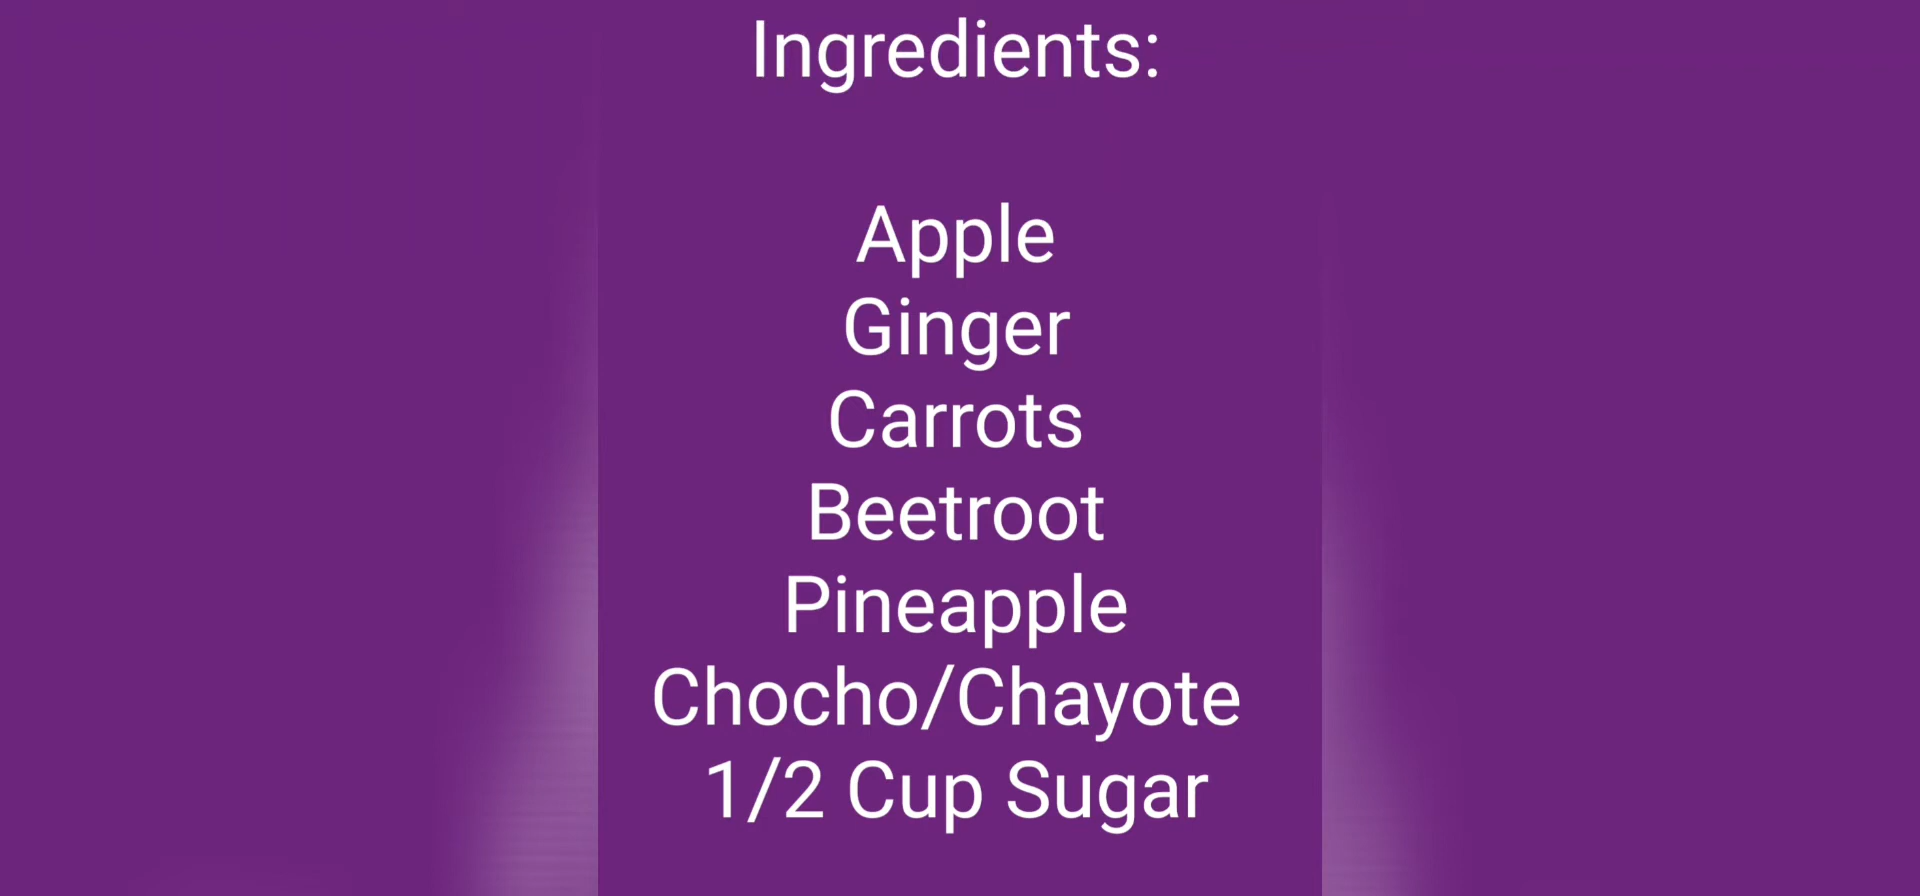 Ingredients:
Apple
Ginger
Carrots
Beetroot
Pineapple
Chocho/Chayote
1/2 Cup Sugar